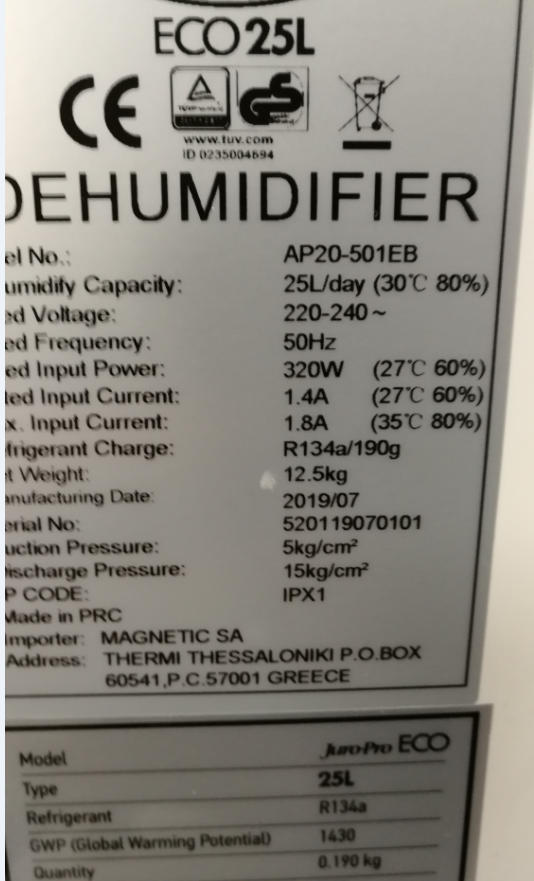 ECO 25L
CE
www.tuv.com
ID 0235004694
DEHUMIDIFIER
el No.: AP20-501EB
umidify Capacity: 25L/day (30℃ 80%)
ed Voltage: 220-240~
ed Frequency: 50Hz
ed Input Power: 320W (27℃ 60%)
ted Input Current: 1.4A (27℃ 60%)
x. Input Current: 1.8A (35℃ 80%)
frigerant Charge: R134a/190g
t Weight: 12.5kg
anufacturing Date: 2019/07
erial No: 520119070101
uction Pressure: 5kg/cm²
ischarge Pressure: 15kg/cm²
P CODE: IPX1
Made in PRC
Importer: MAGNETIC SA
Address: THERMI THESSALONIKI P.O.BOX
60541,P.C.57001 GREECE
Model Juro-Pro ECO
Type 25L
Refrigerant R134a
GWP (Global Warming Potential) 1430
Quantity 0.190 kg